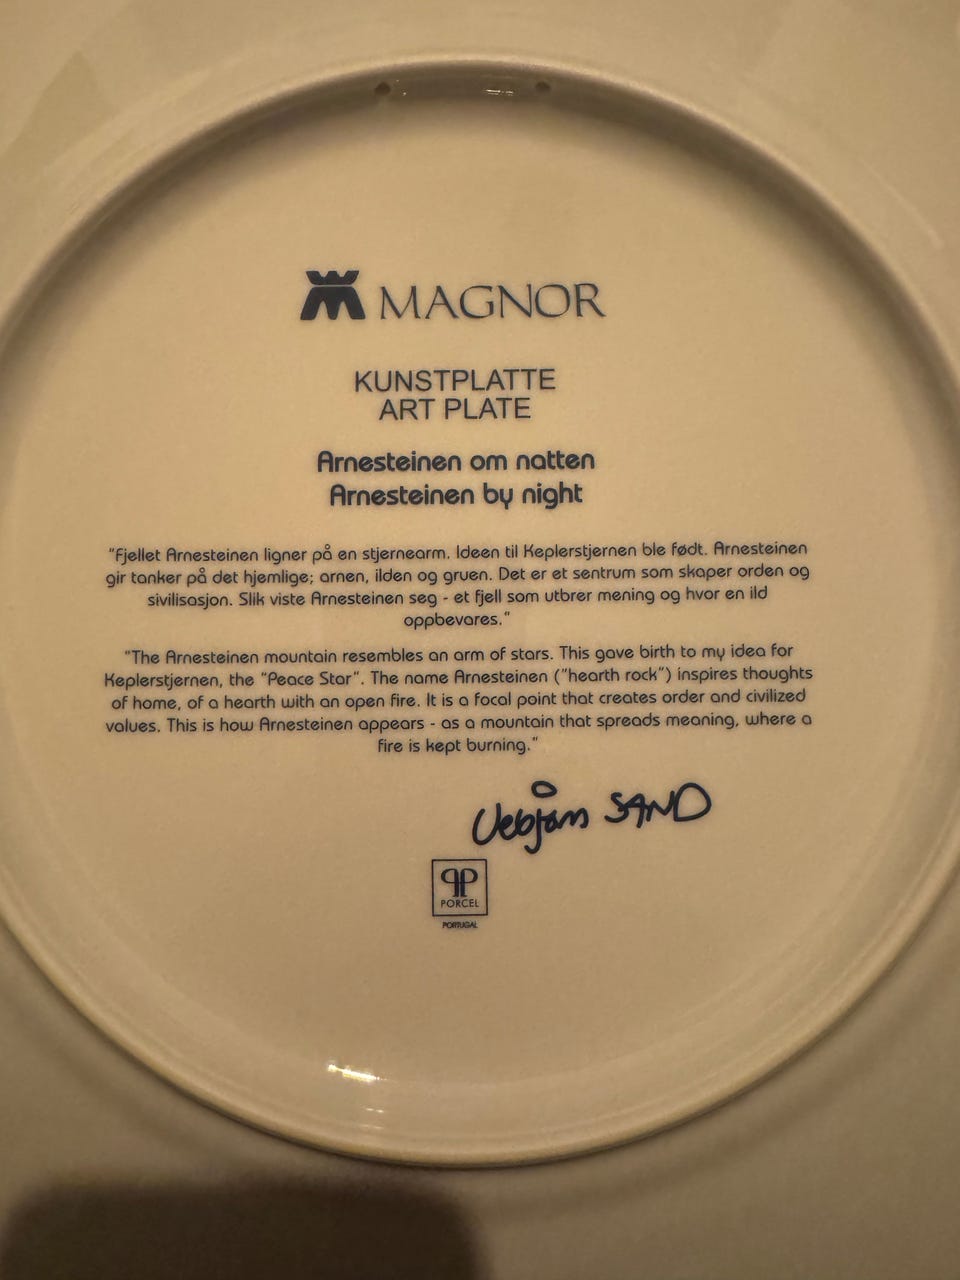 MAGNOR
KUNSTPLATTE
ART PLATE
Arnesteinen om natten
Arnesteinen by night
"Fjellet Arnesteinen ligner på en stjernearm. Ideen til Keplerstjernen ble født. Arnesteinen
gir tanker på det hjemlige; arnen, ilden og gruen. Det er et sentrum som skaper orden og
sivilisasjon. Slik viste Arnesteinen seg - et fjell som utbrer mening og hvor en ild
oppbevares."
"The Arnesteinen mountain resembles an arm of stars. This gave birth to my idea for
Keplerstjernen, the "Peace Star". The name Arnesteinen ("hearth rock") inspires thoughts
of home, of a hearth with an open fire. It is a focal point that creates order and civilized
values. This is how Arnesteinen appears - as a mountain that spreads meaning, where a
fire is kept burning."
Vebjørn SAND
PORCEL
PORTUGAL